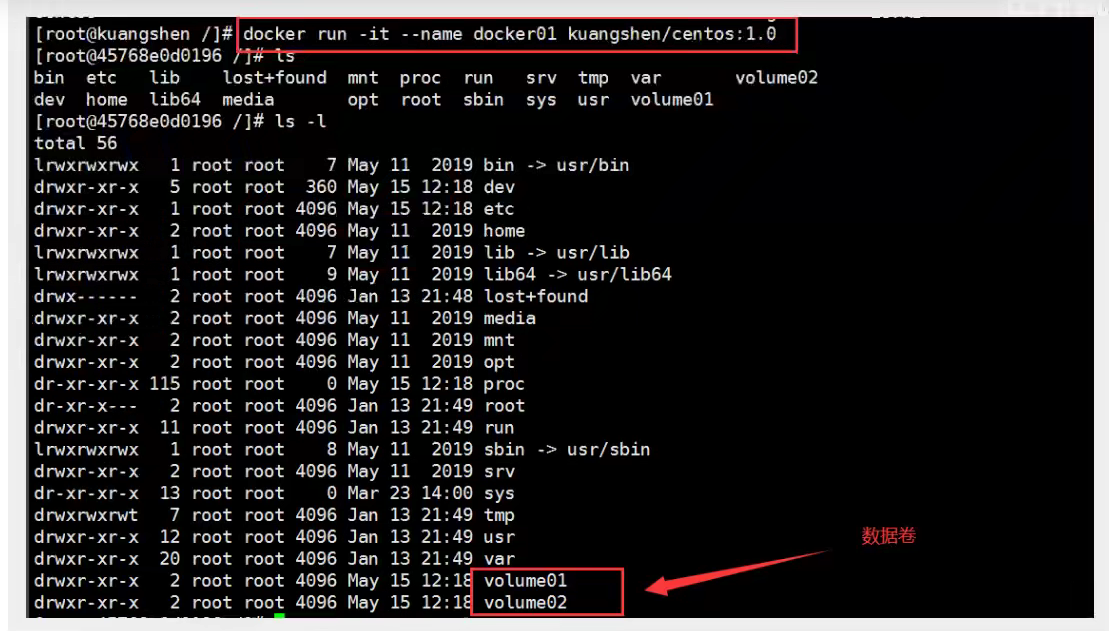 [root@kuangshen /]# docker run -it --name docker01 kuangshen/centos:1.0
[root@45768e0d0196 /]# ls
bin  etc   lib    lost+found  mnt  proc  run   srv  tmp  var       volume02
dev  home  lib64  media       opt  root  sbin  sys  usr  volume01
[root@45768e0d0196 /]# ls -l
total 56
lrwxrwxrwx   1 root root    7 May 11  2019 bin -> usr/bin
drwxr-xr-x   5 root root  360 May 15 12:18 dev
drwxr-xr-x   1 root root 4096 May 15 12:18 etc
drwxr-xr-x   2 root root 4096 May 11  2019 home
lrwxrwxrwx   1 root root    7 May 11  2019 lib -> usr/lib
lrwxrwxrwx   1 root root    9 May 11  2019 lib64 -> usr/lib64
drwx------   2 root root 4096 Jan 13 21:48 lost+found
drwxr-xr-x   2 root root 4096 May 11  2019 media
drwxr-xr-x   2 root root 4096 May 11  2019 mnt
drwxr-xr-x   2 root root 4096 May 11  2019 opt
dr-xr-xr-x 115 root root    0 May 15 12:18 proc
dr-xr-x---   2 root root 4096 Jan 13 21:49 root
drwxr-xr-x  11 root root 4096 Jan 13 21:49 run
lrwxrwxrwx   1 root root    8 May 11  2019 sbin -> usr/sbin
drwxr-xr-x   2 root root 4096 May 11  2019 srv
dr-xr-xr-x  13 root root    0 Mar 23 14:00 sys
drwxrwxrwt   7 root root 4096 Jan 13 21:49 tmp
drwxr-xr-x  12 root root 4096 Jan 13 21:49 usr
drwxr-xr-x  20 root root 4096 Jan 13 21:49 var
drwxr-xr-x   2 root root 4096 May 15 12:18 volume01
drwxr-xr-x   2 root root 4096 May 15 12:18 volume02
数据卷